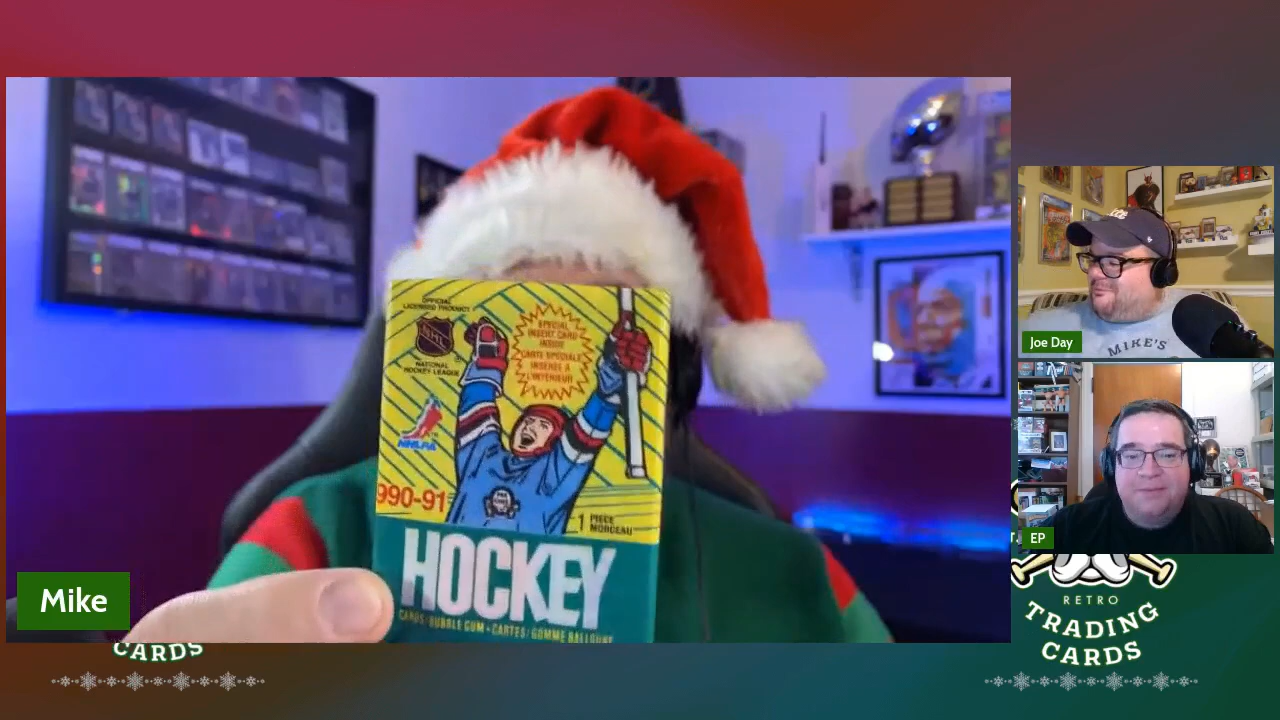 OFFICIAL
LICENSED PRODUCT
NHL
NATIONAL
HOCKEY LEAGUE
SPECIAL
INSERT CARD
INSIDE
CARTE SPÉCIALE
INSÉRÉE À
L'INTÉRIEUR
NHLPA
990-91
1 PIECE
MORCEAU
HOCKEY
CARDS/BUBBLE GUM • CARTES/GOMME BALLOUNE
Mike
CARDS
MIKE'S
Joe Day
EP
RETRO
TRADING
CARDS